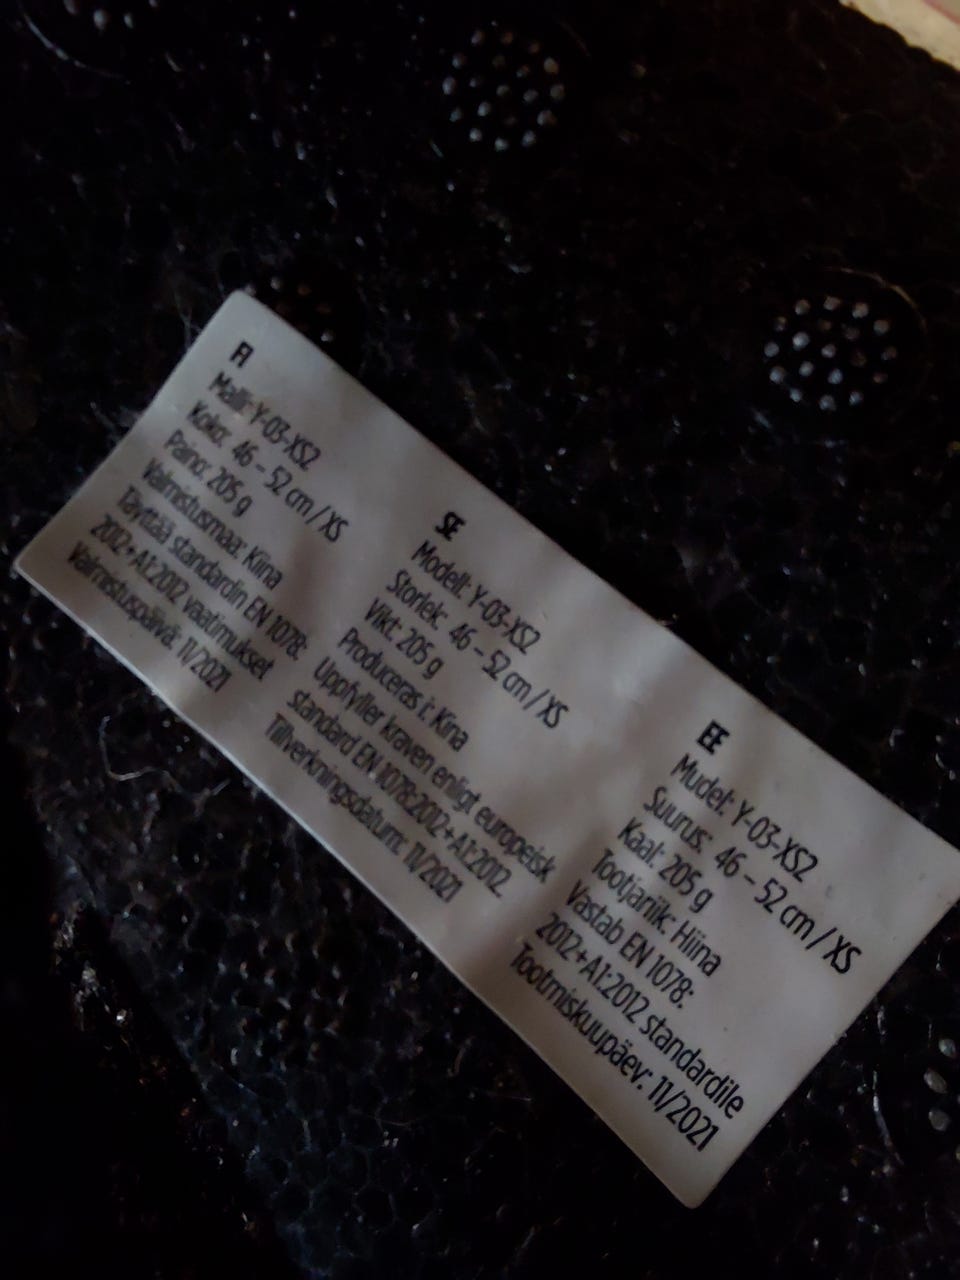 FI
Malli: Y-03-XS2
Koko: 46 – 52 cm / XS
Paino: 205 g
Valmistusmaa: Kiina
Täyttää standardin EN 1078:
2012+A1:2012 vaatimukset
Valmistuspäivä: 11/2021
SE
Modell: Y-03-XS2
Storlek: 46 – 52 cm / XS
Vikt: 205 g
Produceras i: Kina
Uppfyller kraven enligt europeisk
standard EN 1078:2012+A1:2012.
Tillverkningsdatum: 11/2021
EE
Mudel: Y-03-XS2
Suurus: 46 – 52 cm / XS
Kaal: 205 g
Tootjariik: Hiina
Vastab EN 1078:
2012+A1:2012 standardile
Tootmiskuupäev: 11/2021